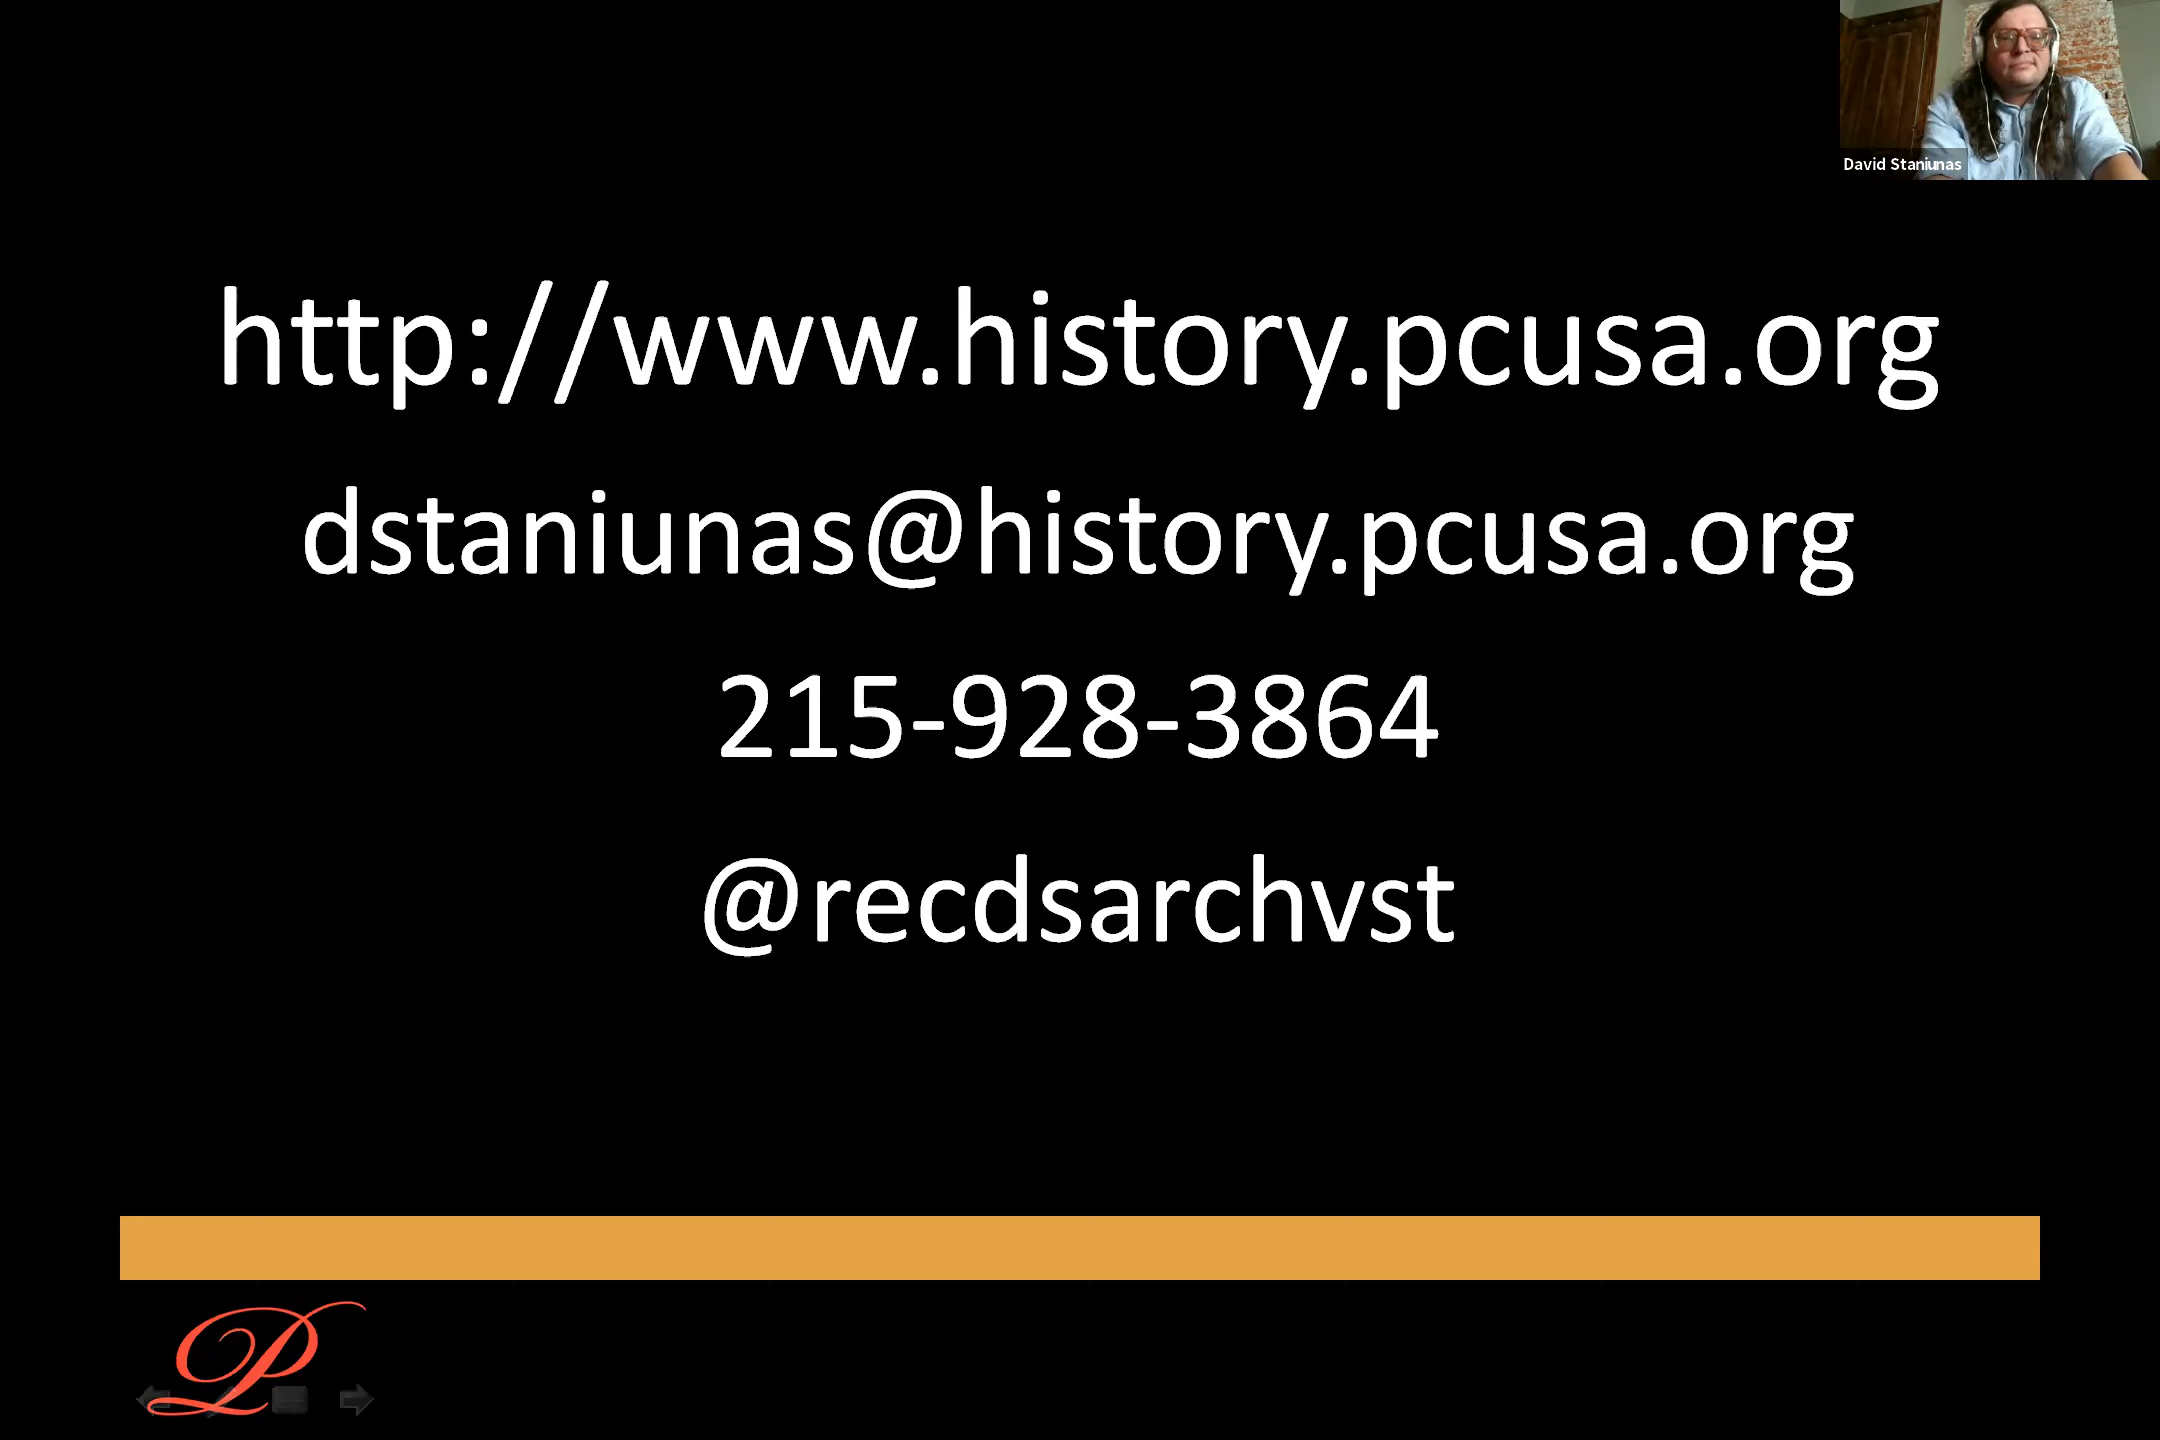 David Staniunas
http://www.history.pcusa.org
dstaniunas@history.pcusa.org
215-928-3864
@recdsarchvst
P